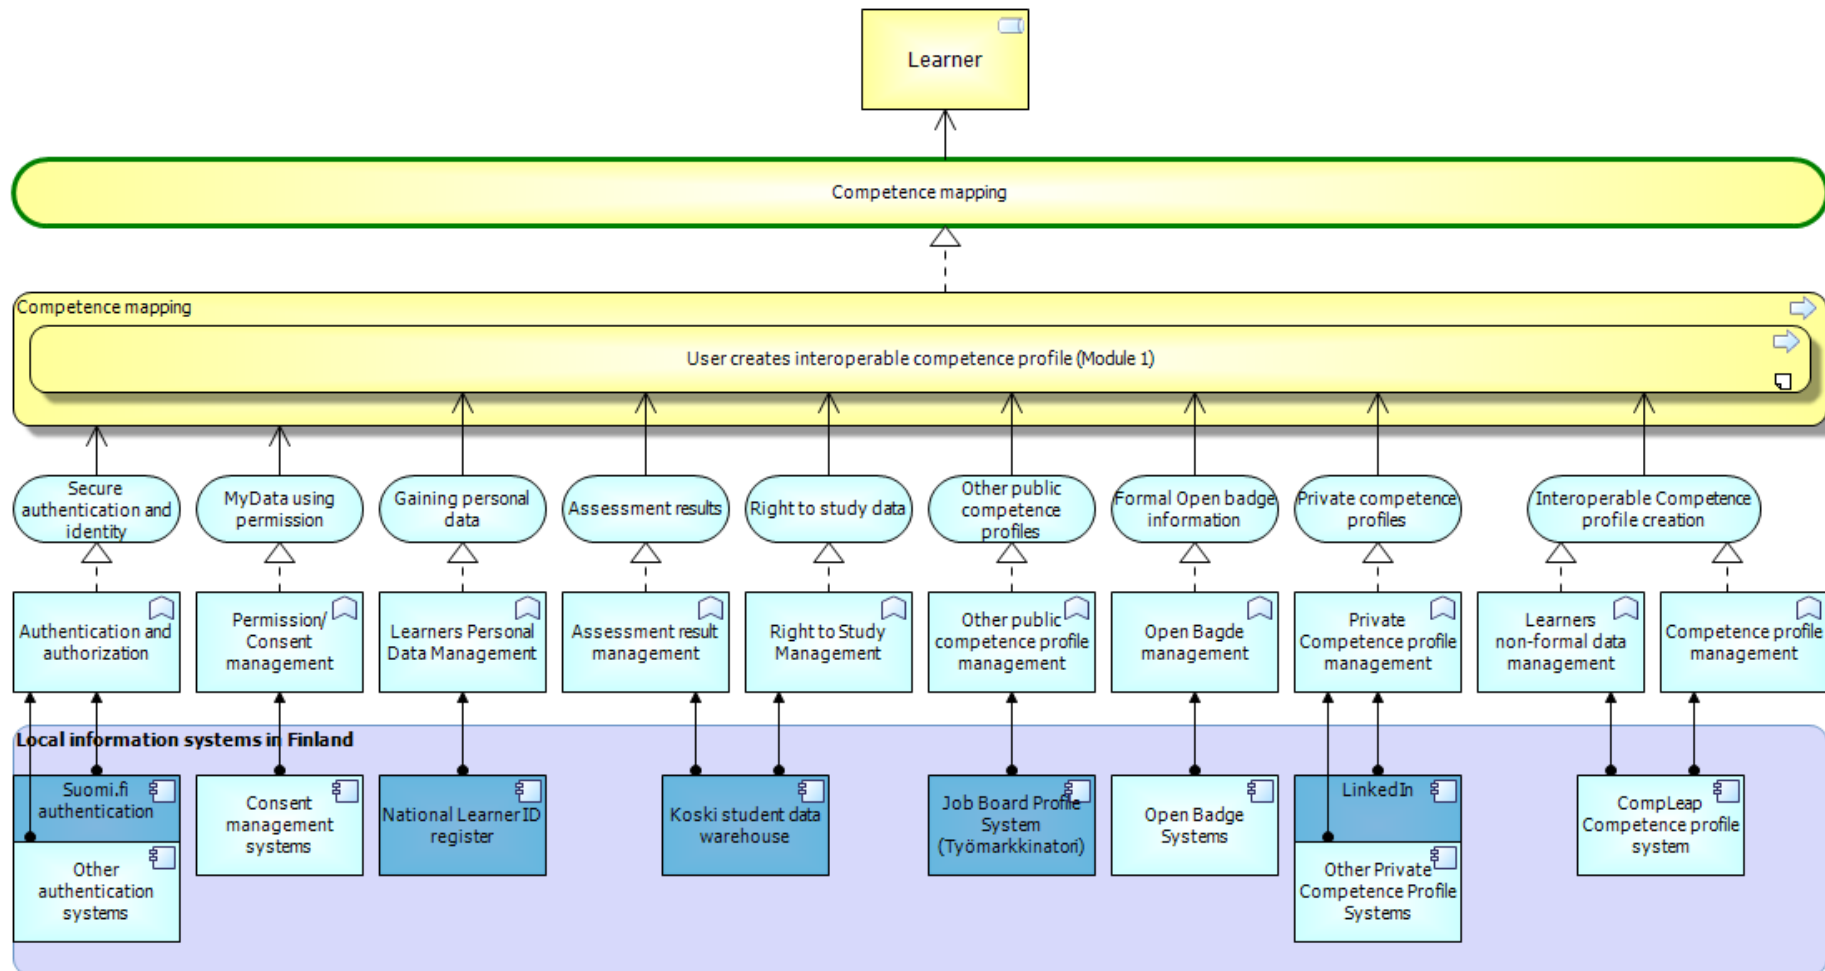 Learner
Competence mapping
Competence mapping
User creates interoperable competence profile (Module 1)
Secure
authentication and
identity
MyData using
permission
Gaining personal
data
Assessment results
Right to study data
Other public
competence
profiles
Formal Open badge
information
Private competence
profiles
Interoperable Competence
profile creation
Authentication and
authorization
Permission/
Consent
management
Learners Personal
Data Management
Assessment result
management
Right to Study
Management
Other public
competence profile
management
Open Bagde
management
Private
Competence profile
management
Learners
non-formal data
management
Competence profile
management
Local information systems in Finland
Suomi.fi
authentication
Other
authentication
systems
Consent
management
systems
National Learner ID
register
Koski student data
warehouse
Job Board Profile
System
(Työmarkkinatori)
Open Badge
Systems
LinkedIn
Other Private
Competence Profile
Systems
CompLeap
Competence profile
system